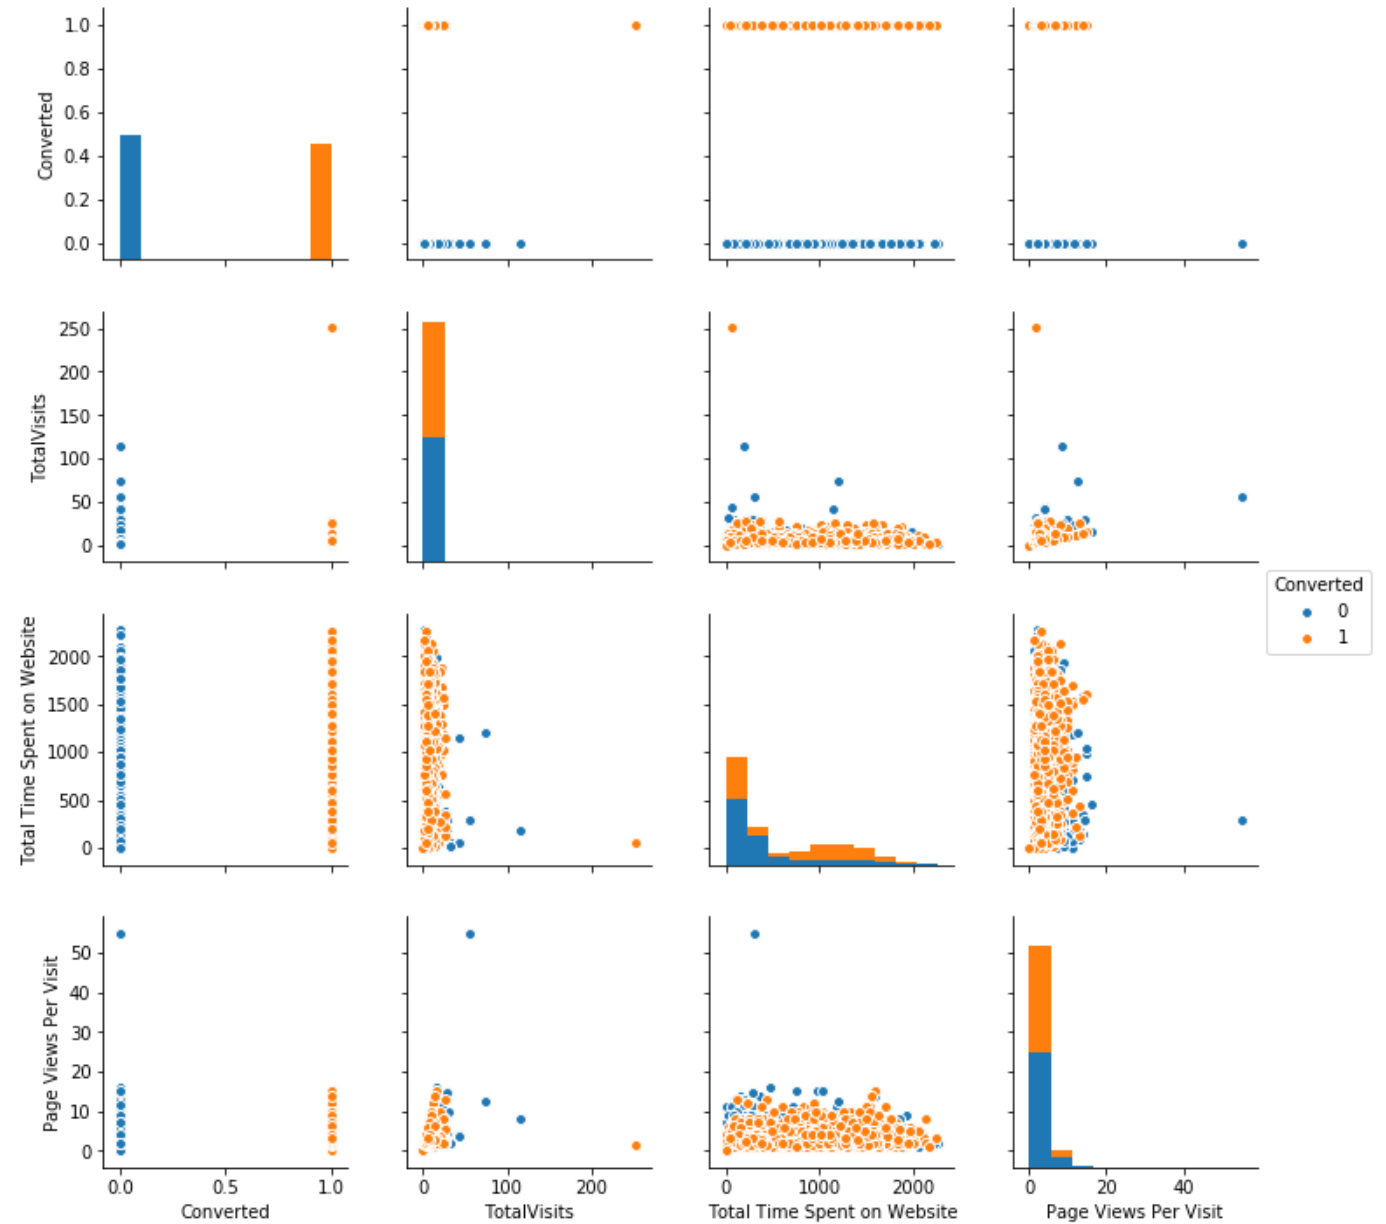 1.0
0.8
0.6
0.4
0.2
0.0
Converted
250
200
150
100
50
0
TotalVisits
Converted
0
1
2000
1500
1000
500
0
Total Time Spent on Website
50
40
30
20
10
0
Page Views Per Visit
0.0 0.5 1.0
0 100 200
0 1000 2000
0 20 40
Converted
TotalVisits
Total Time Spent on Website
Page Views Per Visit